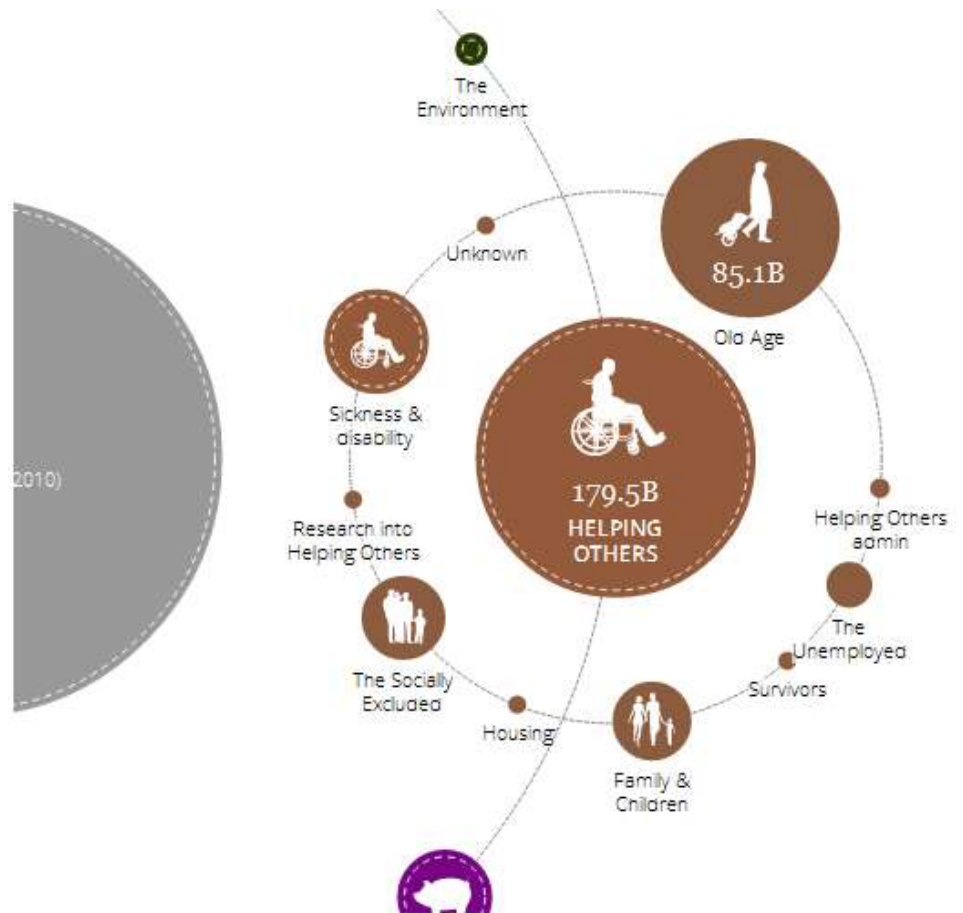 The
Environment
Unknown
85.1B
Old Age
Sickness &
disability
2010)
179.5B
HELPING
OTHERS
Research into
Helping Others
Helping Others
admin
The
Unemployed
The Socially
Excluded
Survivors
Housing
Family &
Children